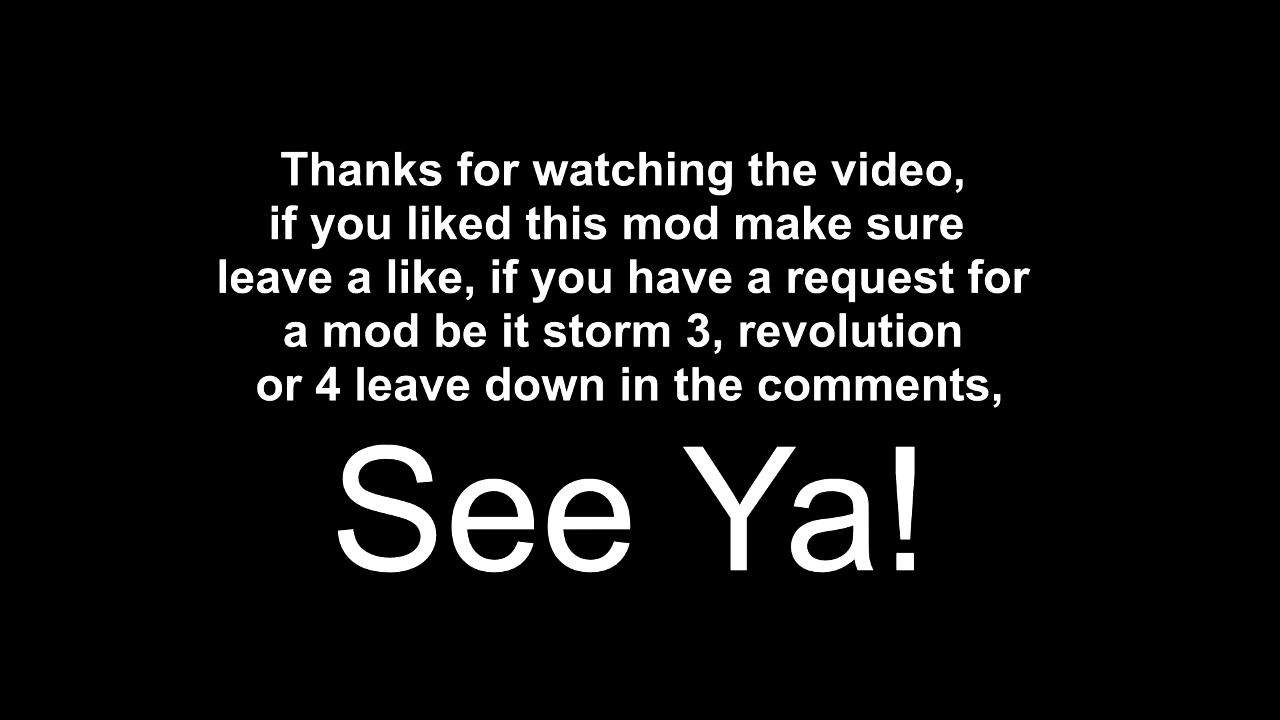 Thanks for watching the video,
if you liked this mod make sure
leave a like, if you have a request for
a mod be it storm 3, revolution
or 4 leave down in the comments,
See Ya!